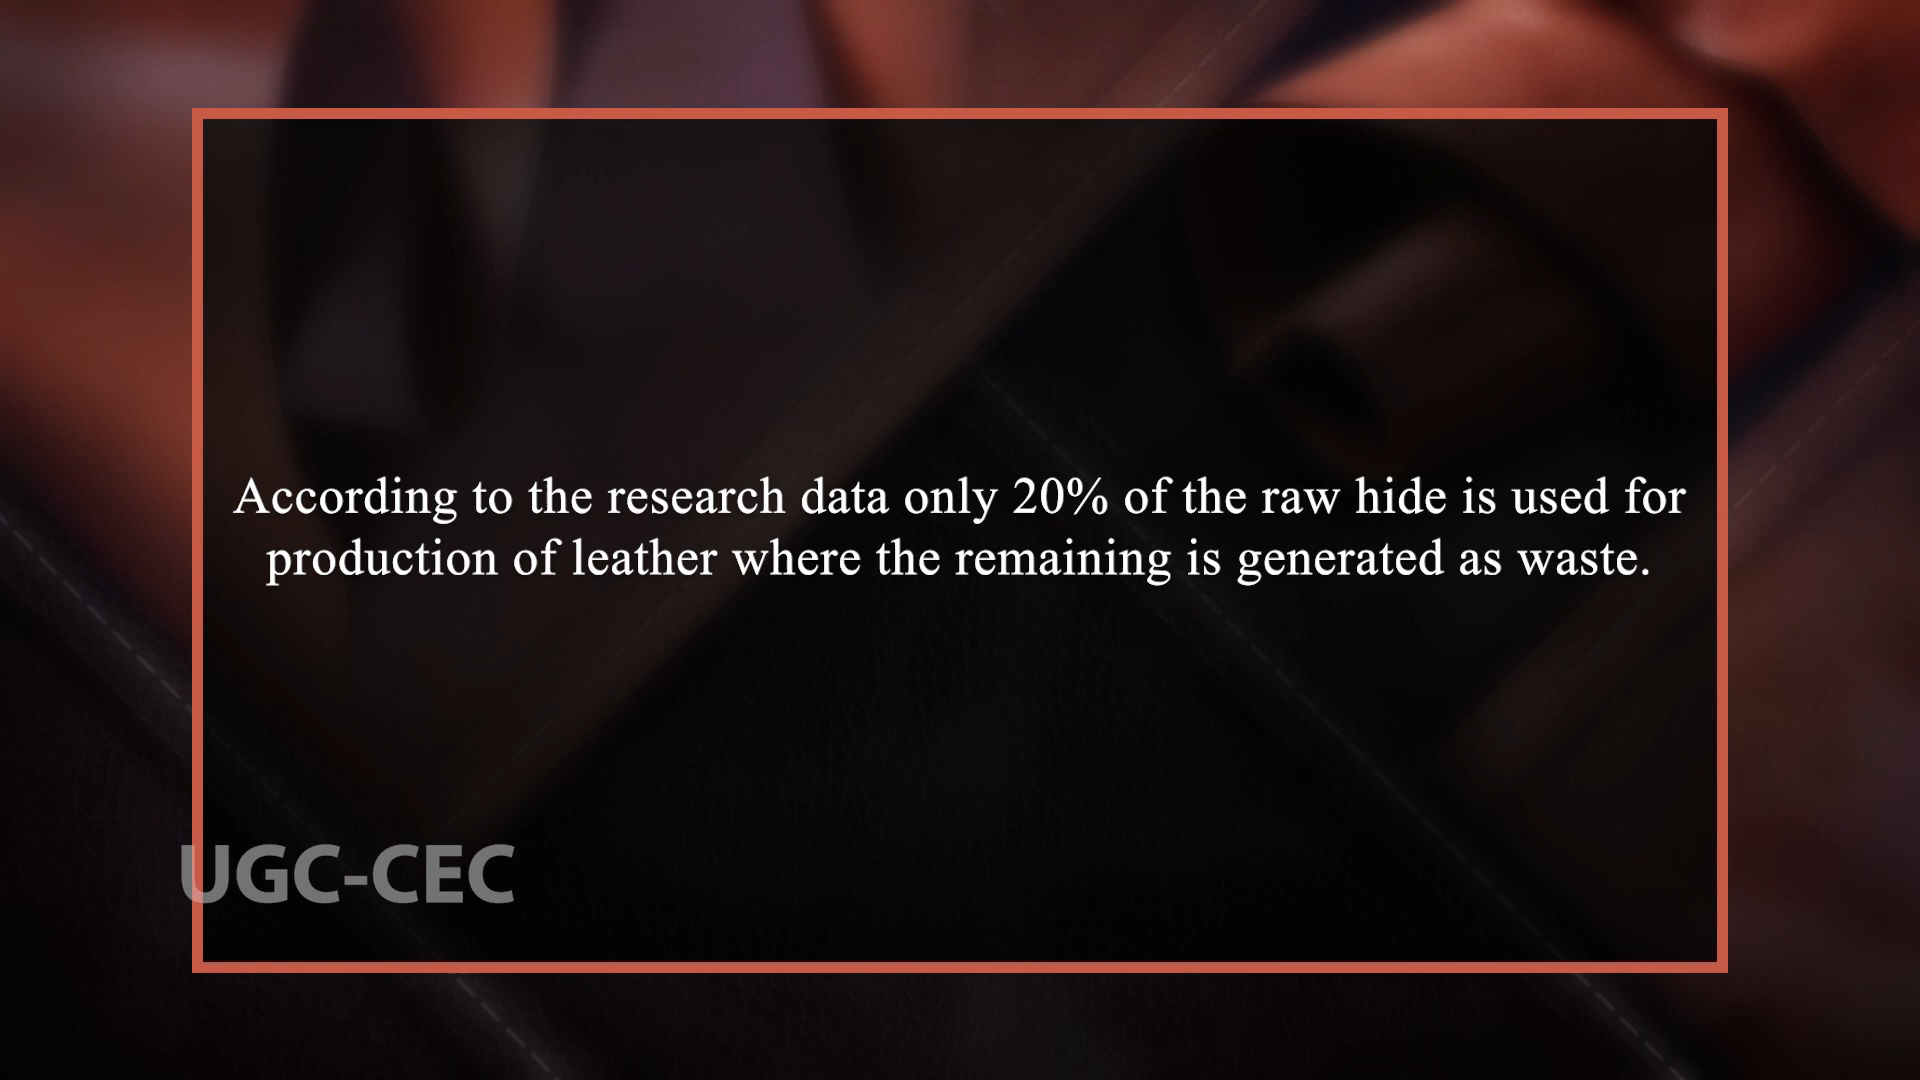 According to the research data only 20% of the raw hide is used for
production of leather where the remaining is generated as waste.
UGC-CEC